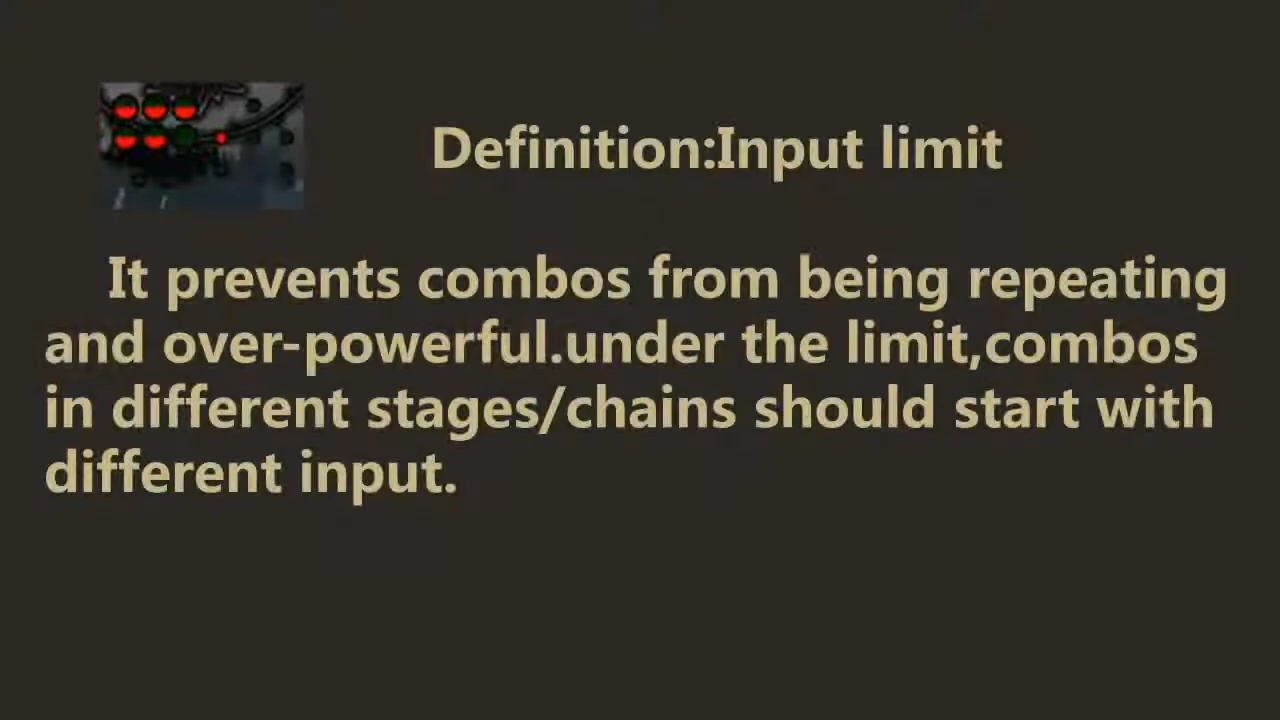 Definition:Input limit
It prevents combos from being repeating
and over-powerful.under the limit,combos
in different stages/chains should start with
different input.